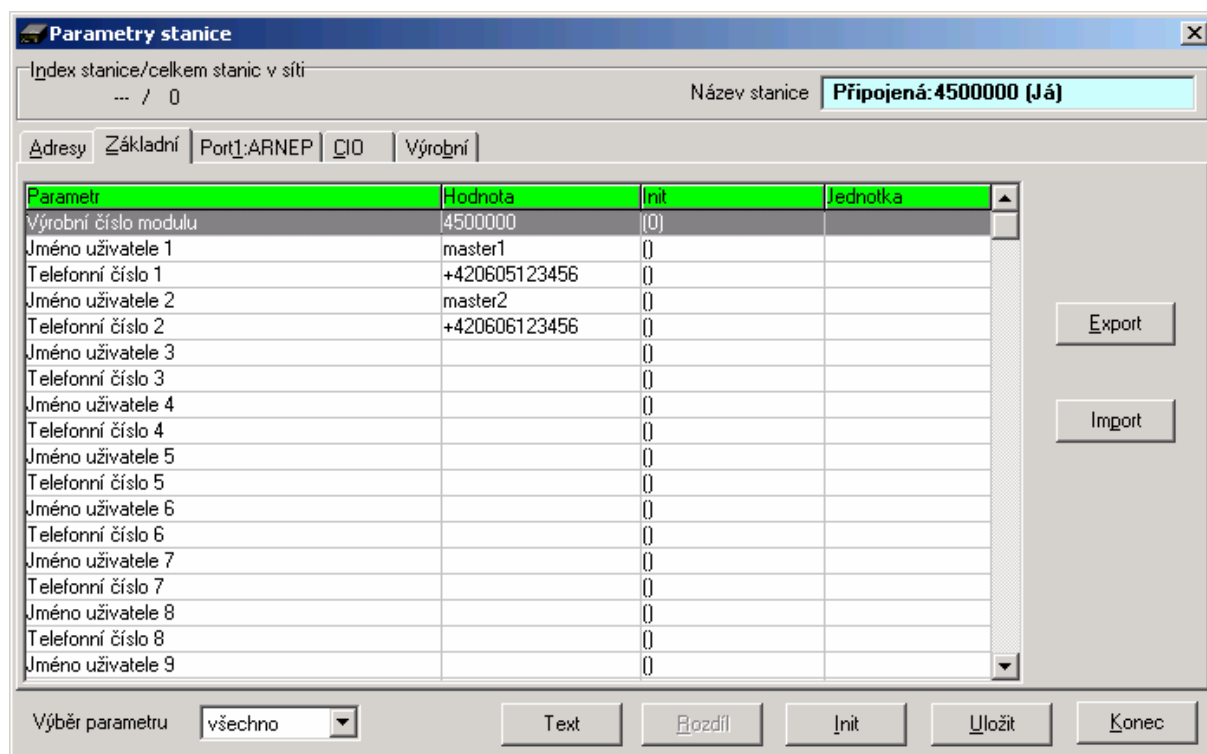 Parametry stanice
Index stanice/celkem stanic v síti
--- / 0
Název stanice Připojená:4500000 (Já)
Adresy Základní Port1:ARNEP CIO Výrobní
Parametr Hodnota Init Jednotka
Výrobní číslo modulu 4500000 (0)
Jméno uživatele 1 master1 ()
Telefonní číslo 1 +420605123456 ()
Jméno uživatele 2 master2 ()
Telefonní číslo 2 +420606123456 ()
Jméno uživatele 3 ()
Telefonní číslo 3 ()
Jméno uživatele 4 ()
Telefonní číslo 4 ()
Jméno uživatele 5 ()
Telefonní číslo 5 ()
Jméno uživatele 6 ()
Telefonní číslo 6 ()
Jméno uživatele 7 ()
Telefonní číslo 7 ()
Jméno uživatele 8 ()
Telefonní číslo 8 ()
Jméno uživatele 9 ()
Export
Import
Výběr parametru všechno Text Rozdíl Init Uložit Konec